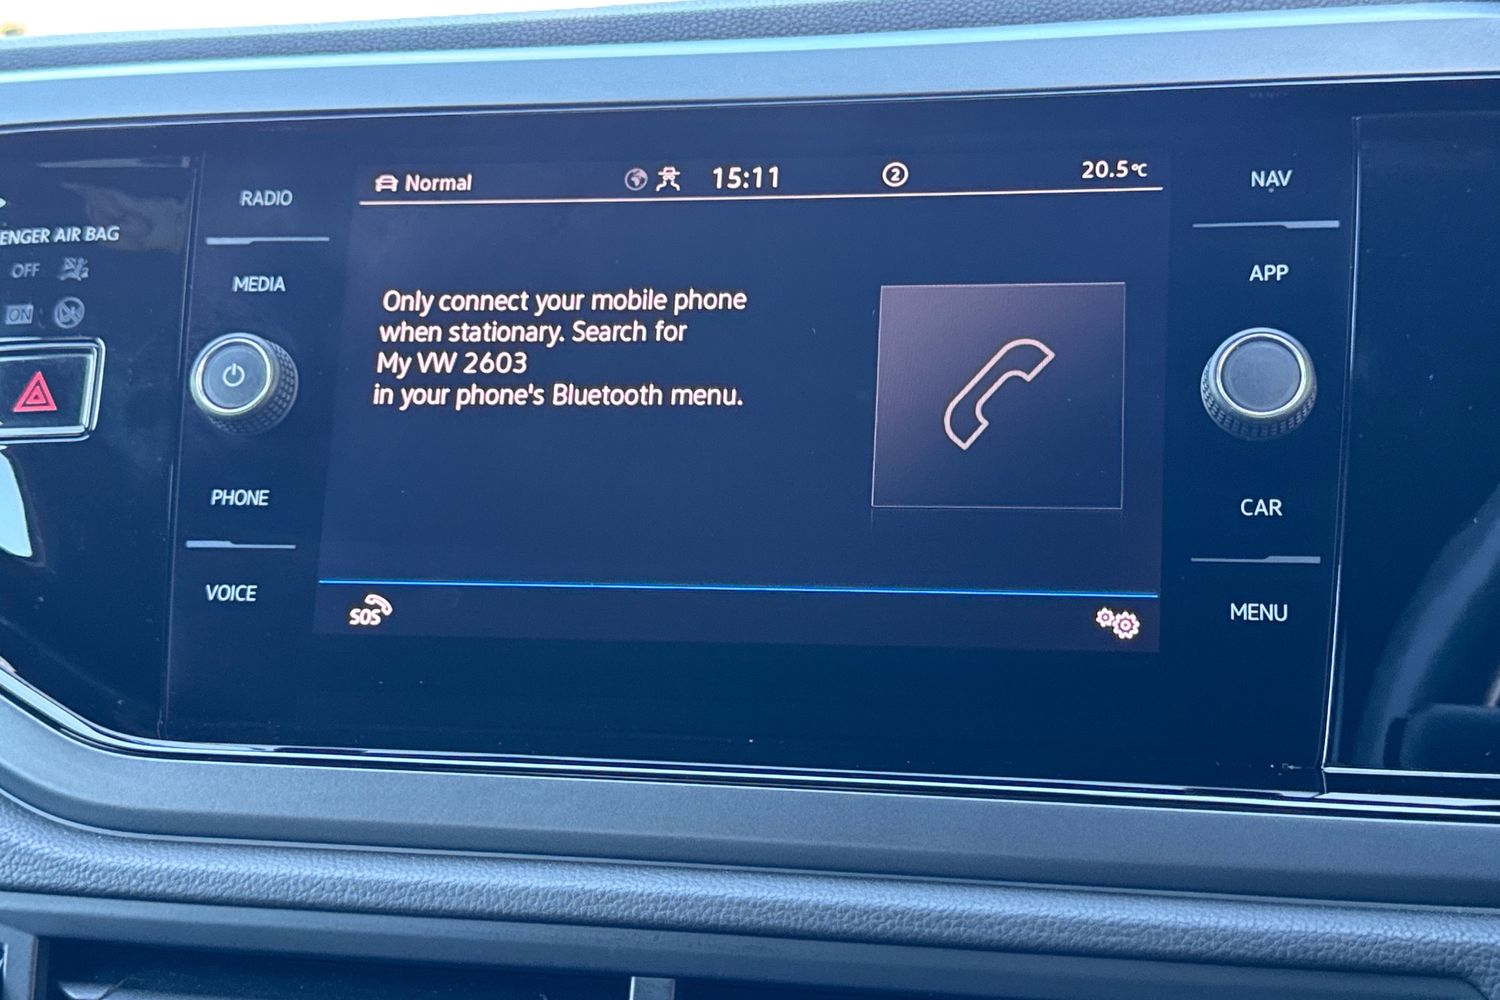 Normal
15:11
2
20.5°C
RADIO
MEDIA
PHONE
VOICE
NAV
APP
CAR
MENU
ENGER AIR BAG
OFF
ON
Only connect your mobile phone
when stationary. Search for
My VW 2603
in your phone's Bluetooth menu.
SOS